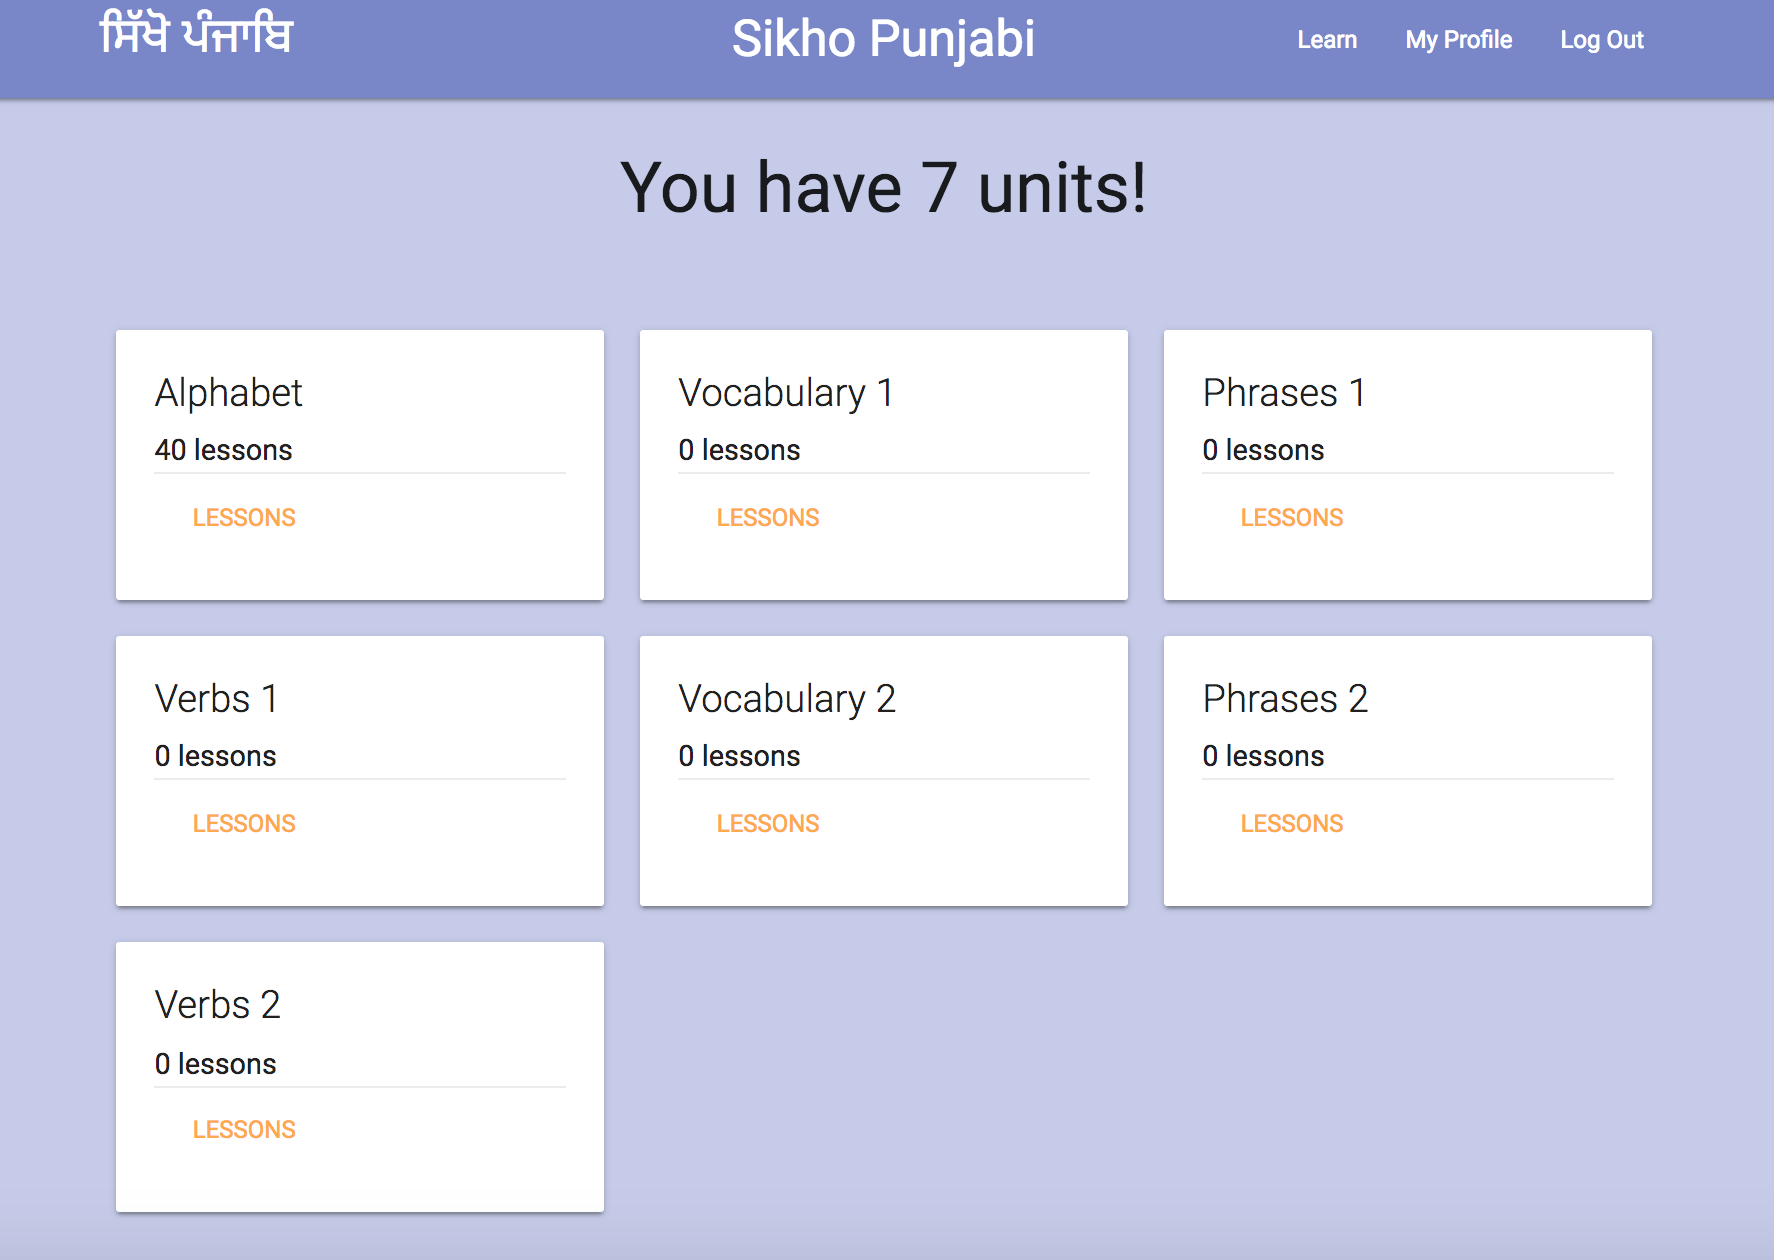 ਸਿੱਖੋ ਪੰਜਾਬਿ
Sikho Punjabi
Learn My Profile Log Out
You have 7 units!
Alphabet
40 lessons
LESSONS
Vocabulary 1
0 lessons
LESSONS
Phrases 1
0 lessons
LESSONS
Verbs 1
0 lessons
LESSONS
Vocabulary 2
0 lessons
LESSONS
Phrases 2
0 lessons
LESSONS
Verbs 2
0 lessons
LESSONS